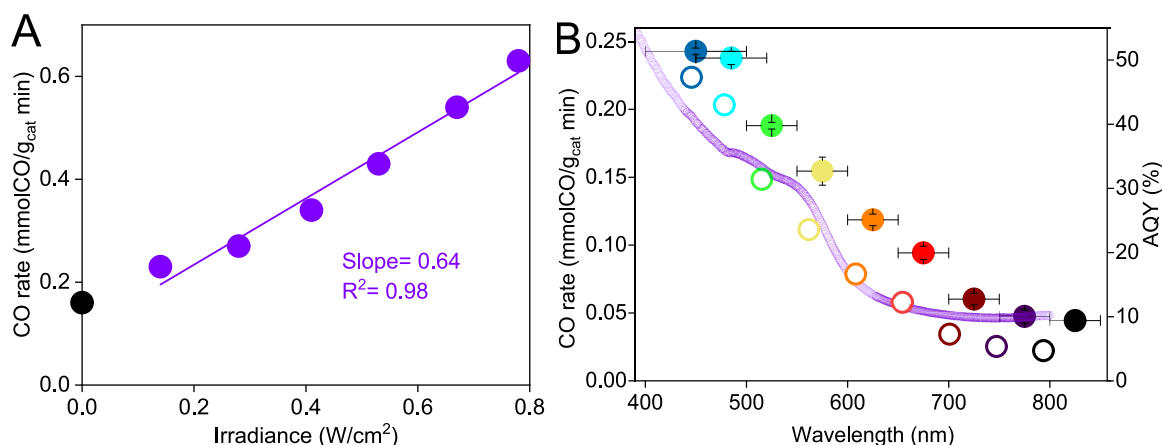 A
CO rate (mmolCO/g_cat min)
0.6
0.4
0.2
0.0
Slope= 0.64
R²= 0.98
0.0 0.2 0.4 0.6 0.8
Irradiance (W/cm²)
B
CO rate (mmolCO/g_cat min)
0.25
0.20
0.15
0.10
0.05
0.00
400 500 600 700 800
Wavelength (nm)
50
40
30
20
10
0
AQY (%)